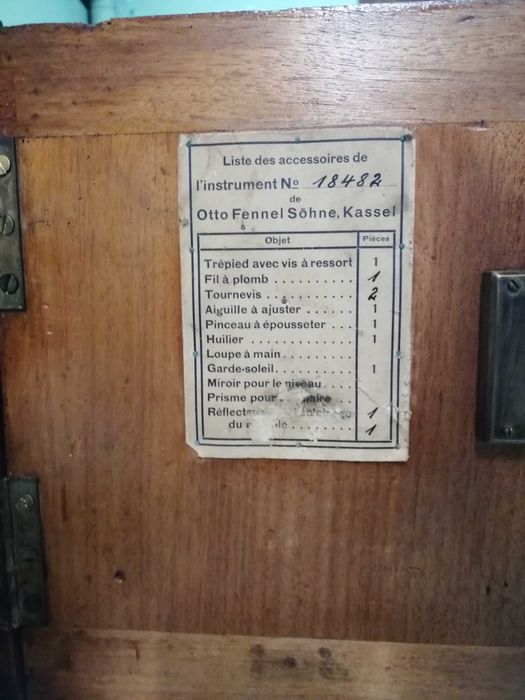 Liste des accessoires de
l'instrument No 18482
de
Otto Fennel Söhne, Kassel
Objet Pièces
Trépied avec vis à ressort 1
Fil à plomb .......... 1
Tournevis .......... 2
Aiguille à ajuster ...... 1
Pinceau à épousseter ... 1
Huilier .......... 1
Loupe à main..........
Garde-soleil.......... 1
Miroir pour le niveau ....
Prisme pour
1
du ........ 1